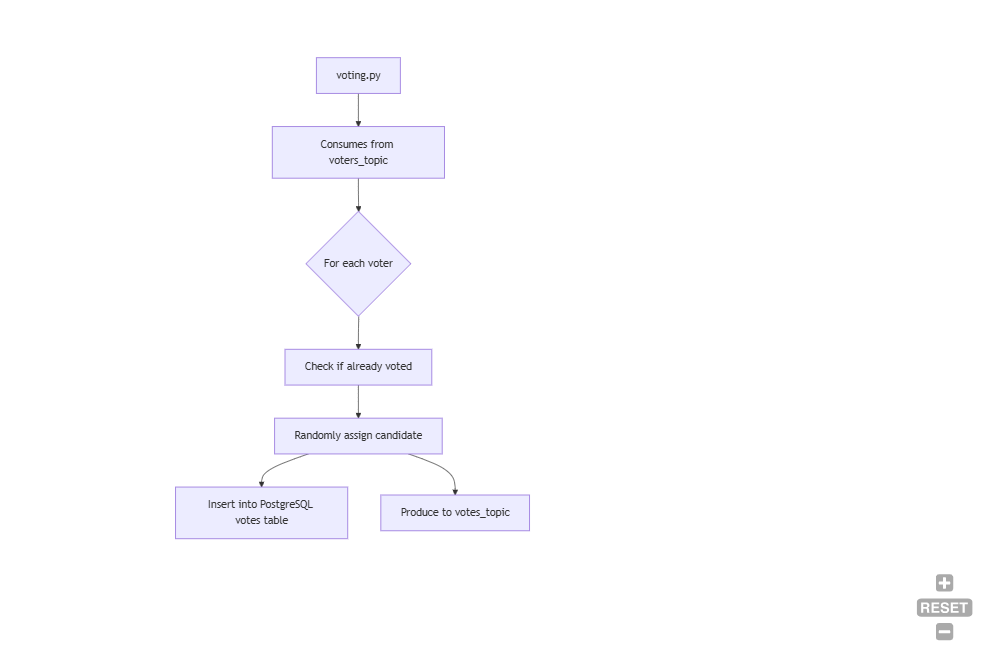 voting.py
Consumes from
voters_topic
For each voter
Check if already voted
Randomly assign candidate
Insert into PostgreSQL
votes table
Produce to votes_topic
RESET